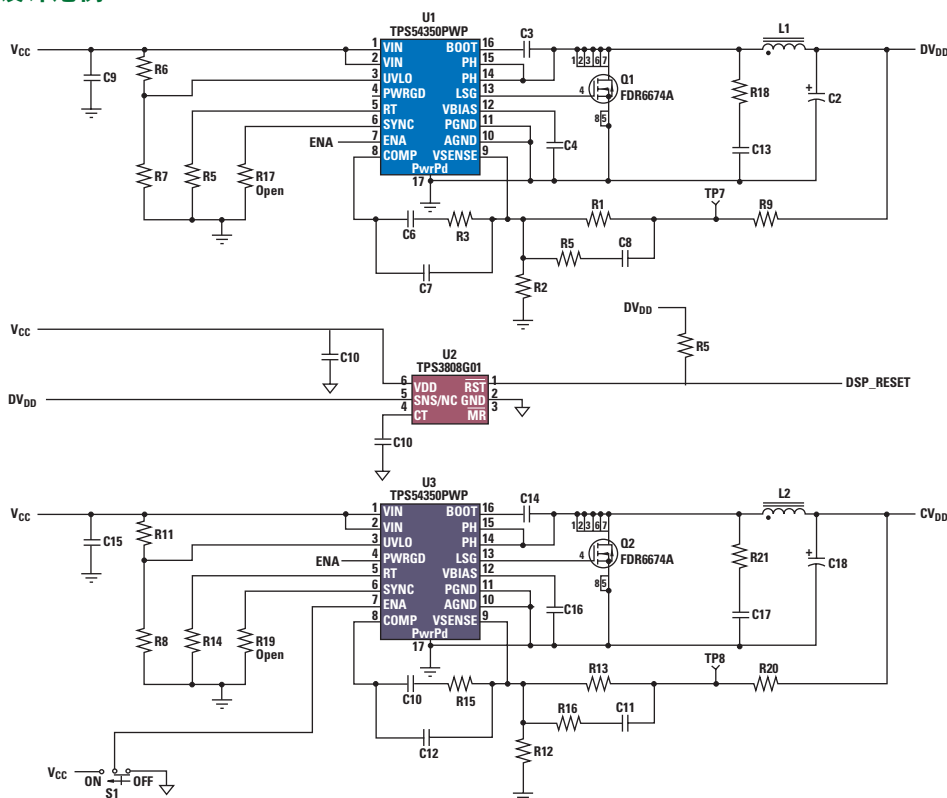 U1
TPS54350PWP
VCC
C9
R6
R7
R5
R17
Open
ENA
1 VIN BOOT 16
2 VIN PH 15
3 UVLO PH 14
4 PWRGD LSG 13
5 RT VBIAS 12
6 SYNC PGND 11
7 ENA AGND 10
8 COMP VSENSE 9
PwrPd
17
C3
1 2 3 6 7
4
Q1
FDR6674A
8 5
C4
R18
C13
L1
+
C2
DVDD
C6
R3
C7
R1
R5
C8
R2
TP7
R9
VCC
C10
DVDD
U2
TPS3808G01
6 VDD RST 1
5 SNS/NC GND 2
4 CT MR 3
C10
DVDD
R5
DSP_RESET
U3
TPS54350PWP
VCC
C15
R11
R8
R14
R19
Open
ENA
1 VIN BOOT 16
2 VIN PH 15
3 UVLO PH 14
4 PWRGD LSG 13
5 RT VBIAS 12
6 SYNC PGND 11
7 ENA AGND 10
8 COMP VSENSE 9
PwrPd
17
C14
1 2 3 6 7
4
Q2
FDR6674A
8 5
C16
R21
C17
L2
+
C18
CVDD
C10
R15
C12
R13
R16
C11
R12
TP8
R20
VCC
ON
OFF
S1